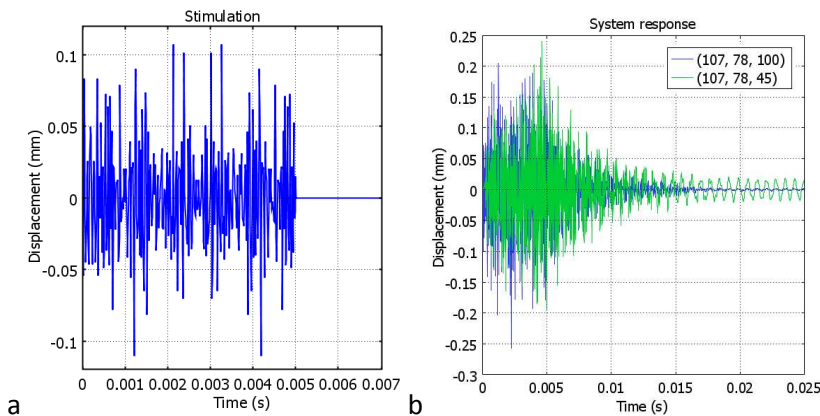 Stimulation
0.1
0.05
0
-0.05
-0.1
Displacement (mm)
0 0.001 0.002 0.003 0.004 0.005 0.006 0.007
Time (s)
a
System response
0.25
0.2
0.15
0.1
0.05
0
-0.05
-0.1
-0.15
-0.2
-0.25
-0.3
Displacement (mm)
(107, 78, 100)
(107, 78, 45)
0 0.005 0.01 0.015 0.02 0.025
Time (s)
b